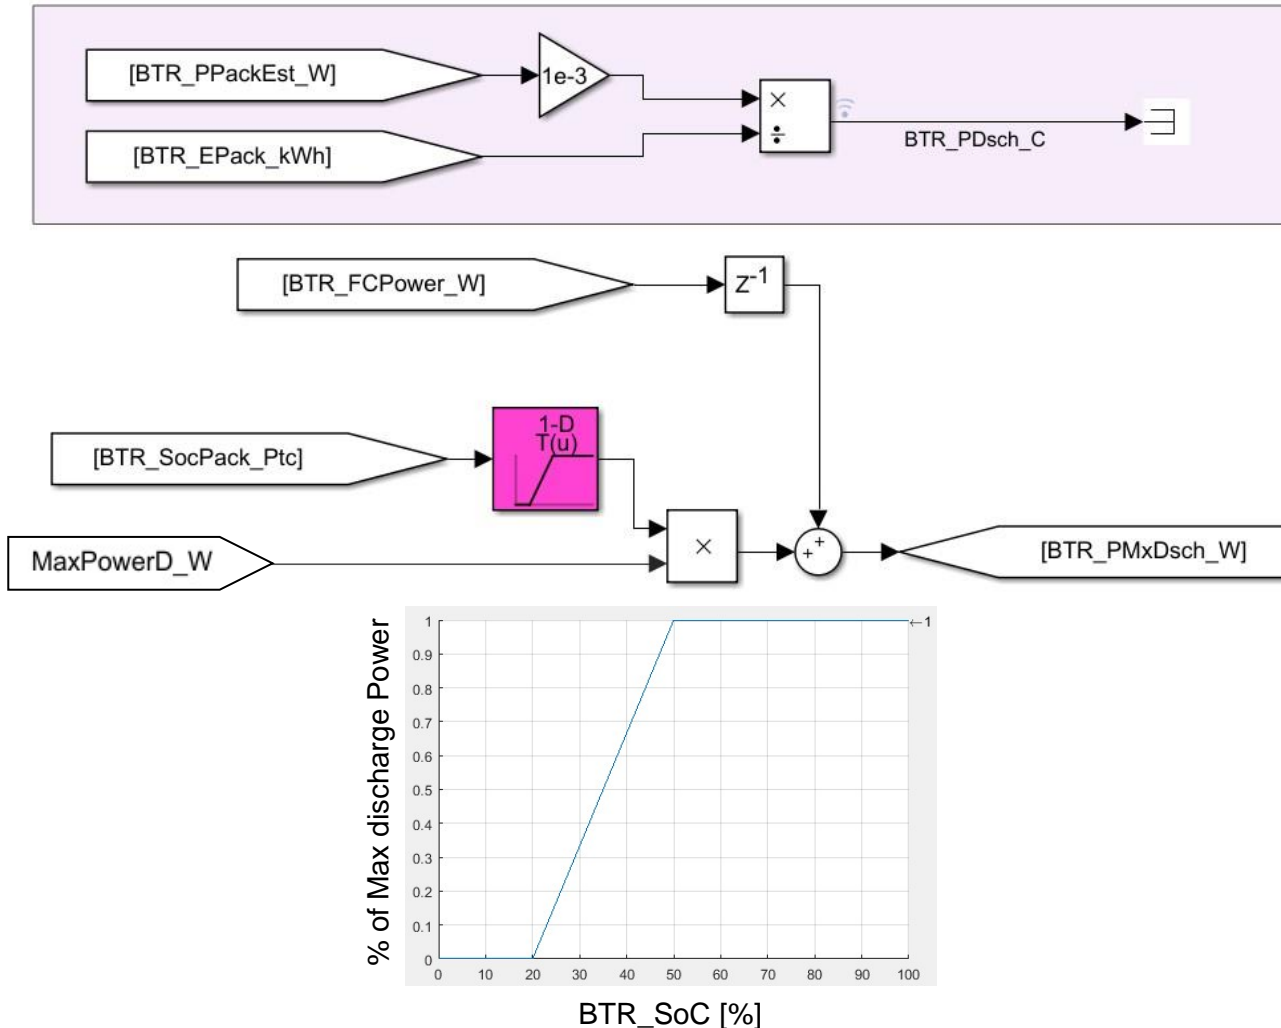 [BTR_PPackEst_W]
1e-3
×
÷
[BTR_EPack_kWh]
BTR_PDsch_C
[BTR_FCPower_W]
Z-1
1-D
T(u)
[BTR_SocPack_Ptc]
×
+
+
MaxPowerD_W
[BTR_PMxDsch_W]
% of Max discharge Power
1
0.9
0.8
0.7
0.6
0.5
0.4
0.3
0.2
0.1
0
←1
0 10 20 30 40 50 60 70 80 90 100
BTR_SoC [%]